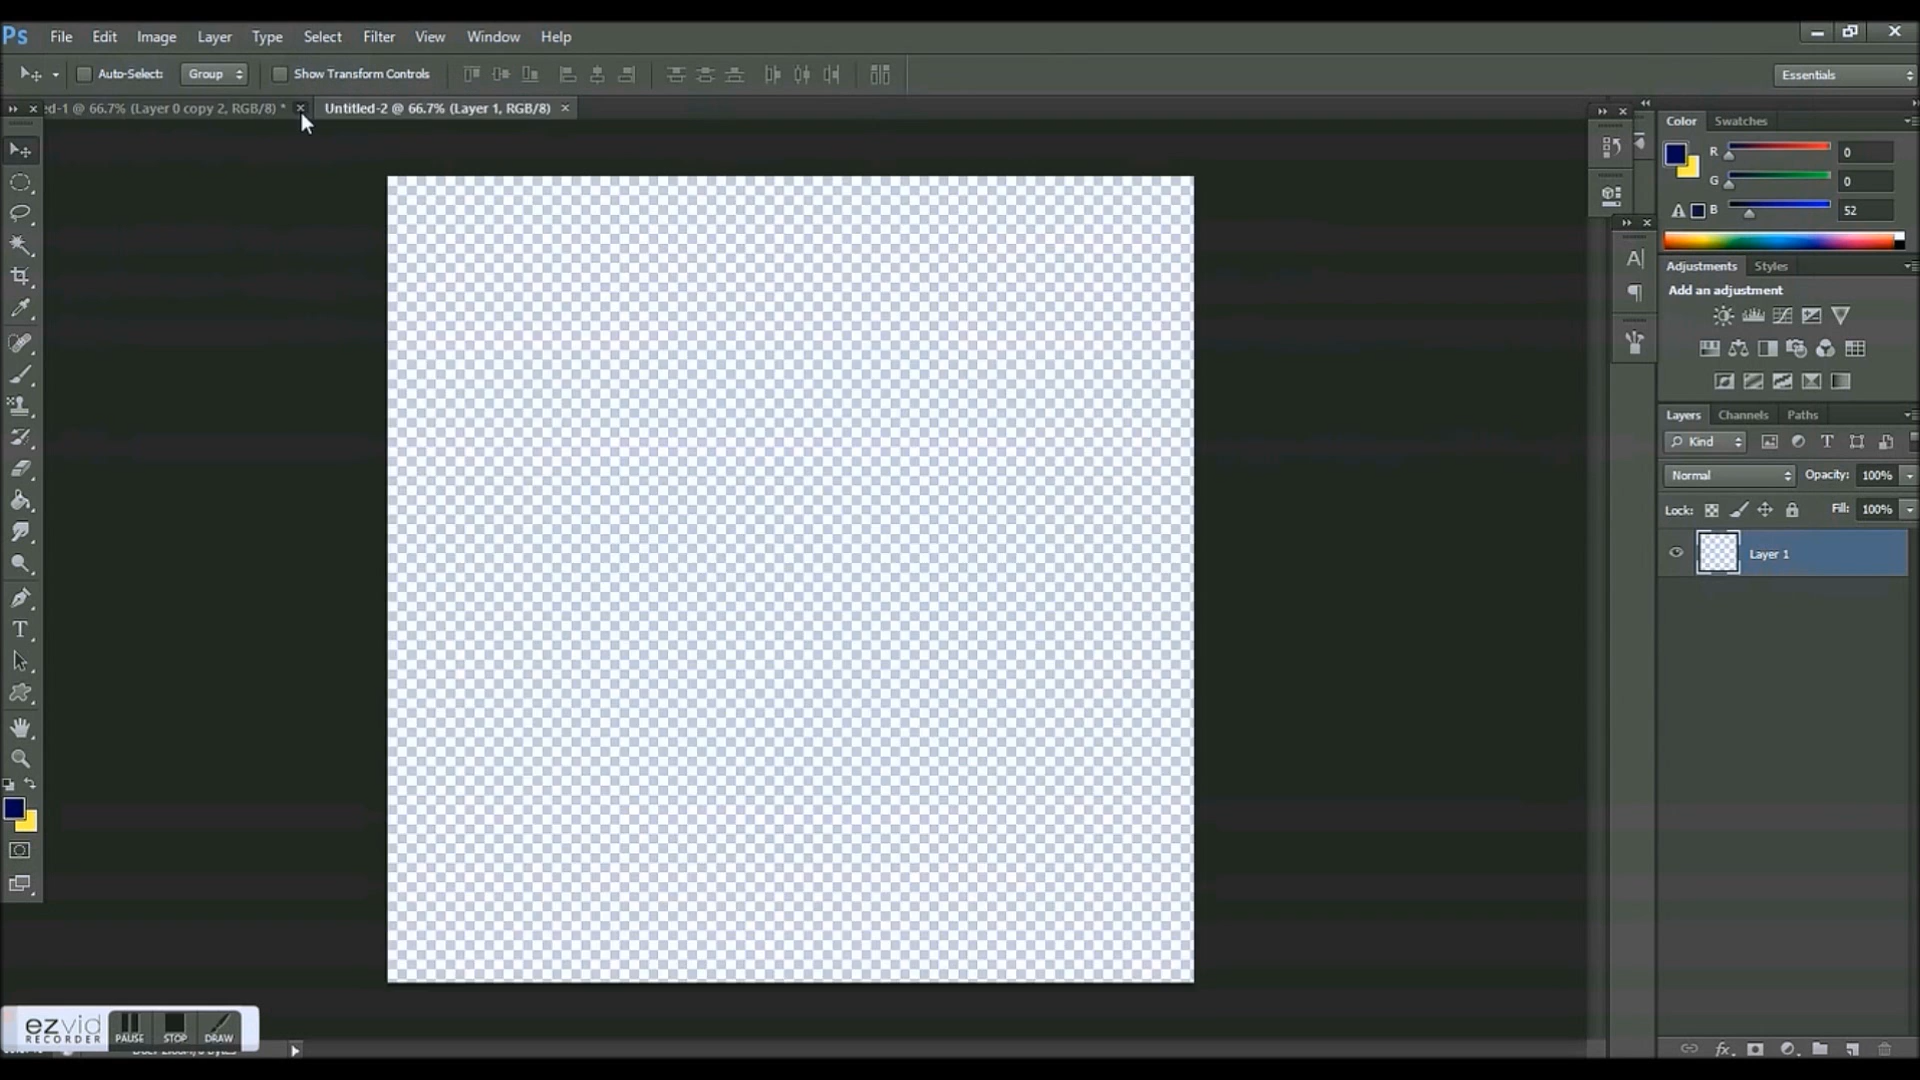 Ps File Edit Image Layer Type Select Filter View Window Help
Auto-Select: Group Show Transform Controls Essentials
ed-1 @ 66.7% (Layer 0 copy 2, RGB/8) * × Untitled-2 @ 66.7% (Layer 1, RGB/8) ×
Color Swatches
R 0
G 0
B 52
Adjustments Styles
Add an adjustment
Layers Channels Paths
Kind
Normal Opacity: 100%
Lock: Fill: 100%
Layer 1
ezvid
RECORDER
PAUSE STOP DRAW